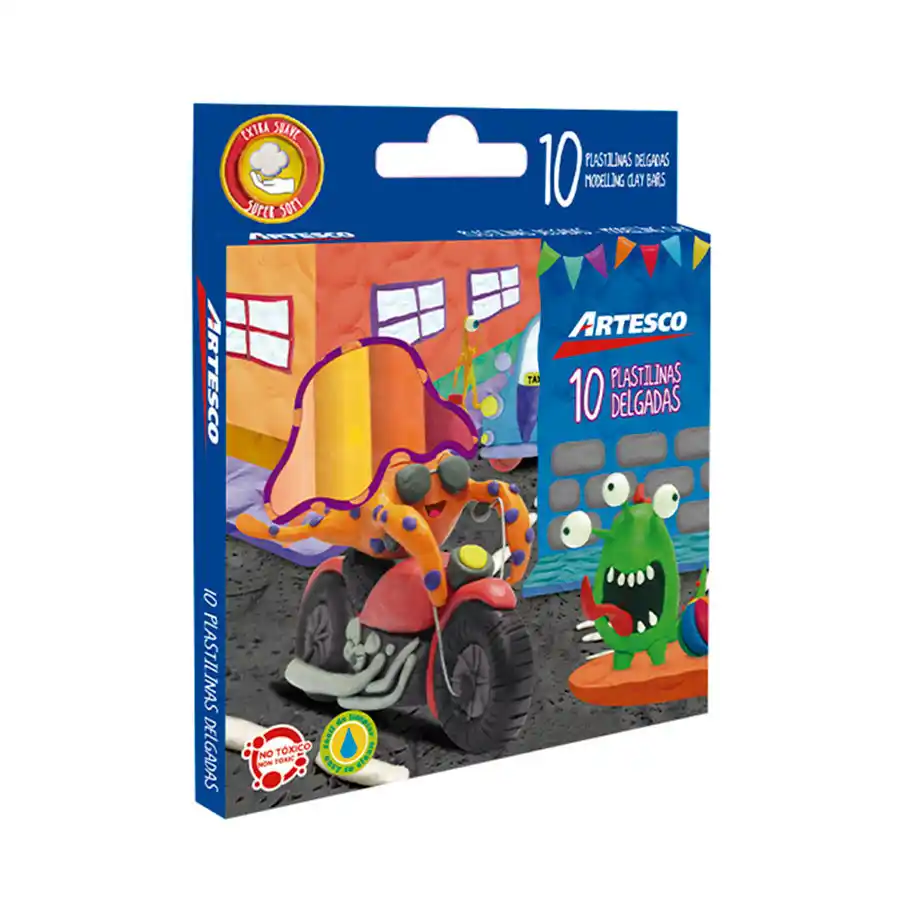 EXTRA SUAVE
SUPER SOFT
10 PLASTILINAS DELGADAS
MODELLING CLAY BARS
ARTESCO
ARTESCO
10 PLASTILINAS
DELGADAS
TAXI
ARTESCO
10 PLASTILINAS DELGADAS
NO TÓXICO
NON TOXIC